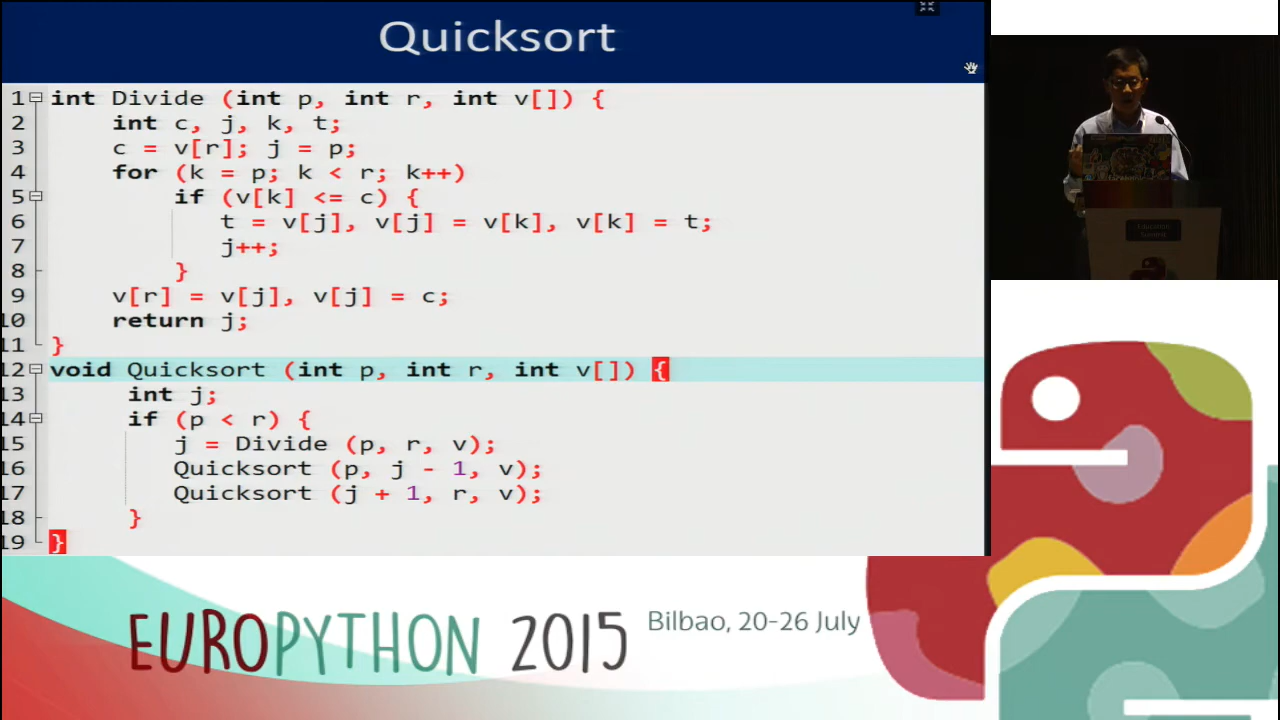 Quicksort
1 int Divide (int p, int r, int v[]) {
2 int c, j, k, t;
3 c = v[r]; j = p;
4 for (k = p; k < r; k++)
5 if (v[k] <= c) {
6 t = v[j], v[j] = v[k], v[k] = t;
7 j++;
8 }
9 v[r] = v[j], v[j] = c;
10 return j;
11 }
12 void Quicksort (int p, int r, int v[]) {
13 int j;
14 if (p < r) {
15 j = Divide (p, r, v);
16 Quicksort (p, j - 1, v);
17 Quicksort (j + 1, r, v);
18 }
19 }
Education
Summit
EUROPYTHON 2015
Bilbao, 20-26 July